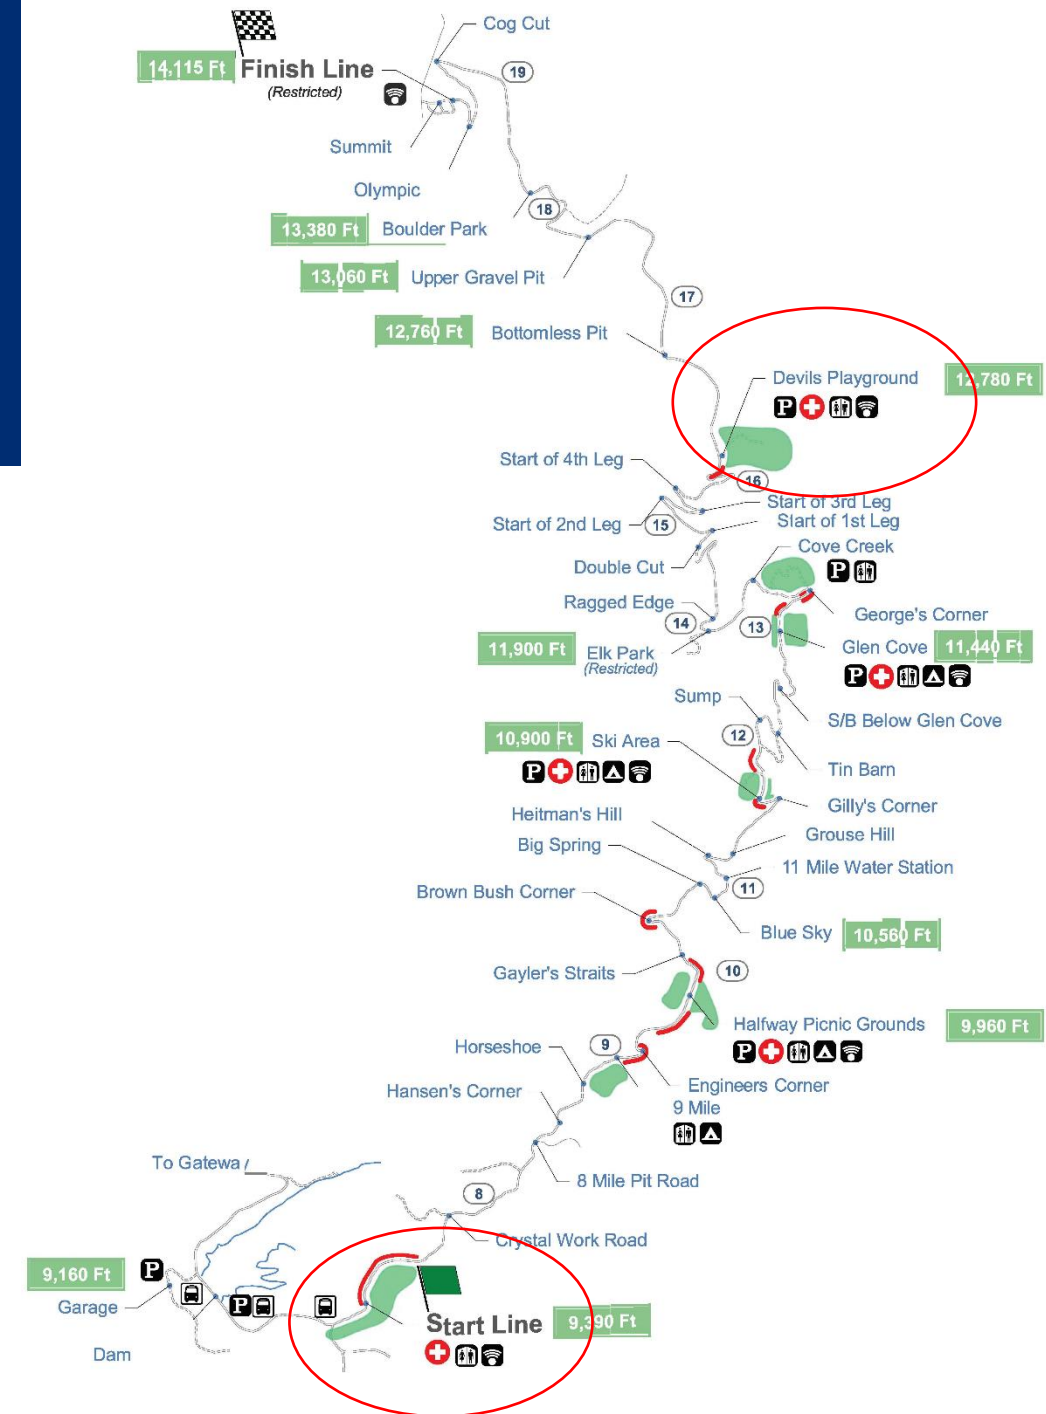 Cog Cut
14,115 Ft Finish Line
(Restricted)
19
Summit
Olympic
18
13,380 Ft Boulder Park
13,060 Ft Upper Gravel Pit
17
12,760 Ft Bottomless Pit
Devils Playground 12,780 Ft
P
Start of 4th Leg
16
Start of 3rd Leg
Start of 2nd Leg 15 Start of 1st Leg
Cove Creek
Double Cut P
Ragged Edge
George's Corner
14 13
11,900 Ft Elk Park
(Restricted)
Glen Cove 11,440 Ft
P
Sump
S/B Below Glen Cove
12
10,900 Ft Ski Area
P
Tin Barn
Gilly's Corner
Heitman's Hill
Grouse Hill
Big Spring
11 Mile Water Station
11
Brown Bush Corner
Blue Sky 10,560 Ft
Gayler's Straits 10
Halfway Picnic Grounds 9,960 Ft
P
9
Horseshoe
Engineers Corner
Hansen's Corner
9 Mile
To Gatewa
8 Mile Pit Road
8
Crystal Work Road
9,160 Ft P
Garage
P
Start Line 9,390 Ft
Dam